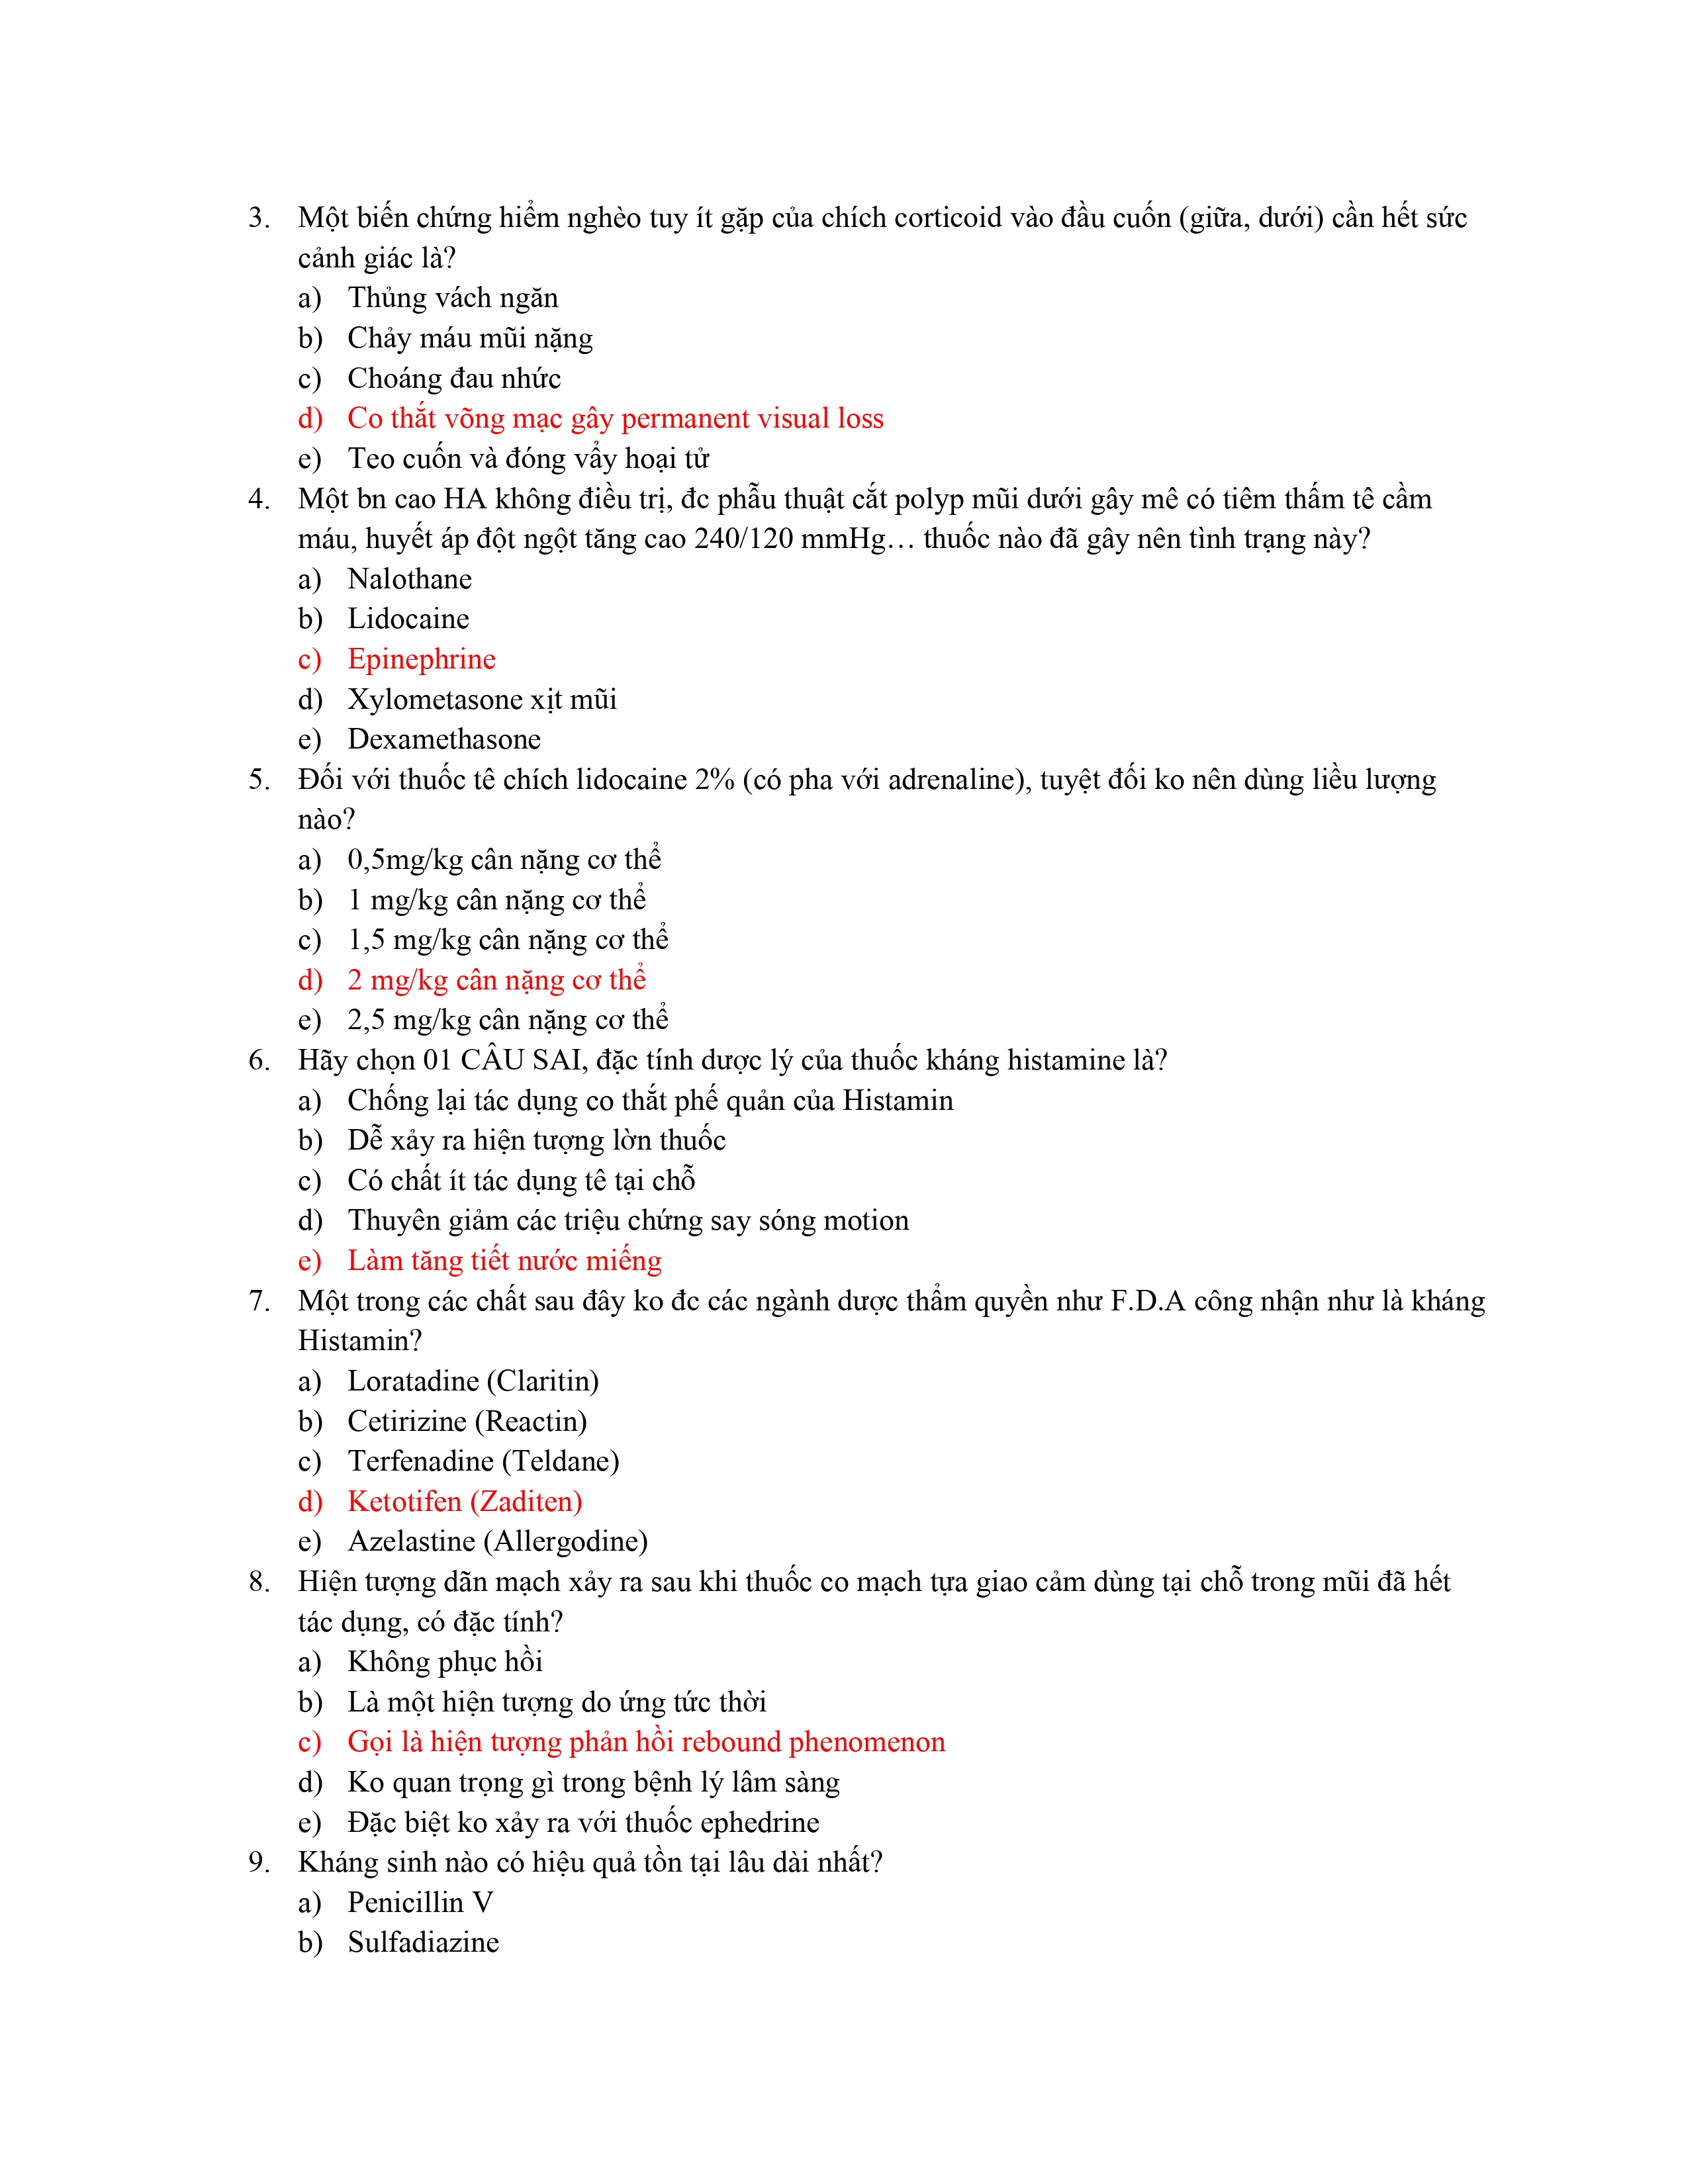 3. Một biến chứng hiểm nghèo tuy ít gặp của chích corticoid vào đầu cuốn (giữa, dưới) cần hết sức
cảnh giác là?
a) Thủng vách ngăn
b) Chảy máu mũi nặng
c) Choáng đau nhức
d) Co thắt võng mạc gây permanent visual loss
e) Teo cuốn và đóng vẩy hoại tử
4. Một bn cao HA không điều trị, đc phẫu thuật cắt polyp mũi dưới gây mê có tiêm thấm tê cầm
máu, huyết áp đột ngột tăng cao 240/120 mmHg… thuốc nào đã gây nên tình trạng này?
a) Nalothane
b) Lidocaine
c) Epinephrine
d) Xylometasone xịt mũi
e) Dexamethasone
5. Đối với thuốc tê chích lidocaine 2% (có pha với adrenaline), tuyệt đối ko nên dùng liều lượng
nào?
a) 0,5mg/kg cân nặng cơ thể
b) 1 mg/kg cân nặng cơ thể
c) 1,5 mg/kg cân nặng cơ thể
d) 2 mg/kg cân nặng cơ thể
e) 2,5 mg/kg cân nặng cơ thể
6. Hãy chọn 01 CÂU SAI, đặc tính dược lý của thuốc kháng histamine là?
a) Chống lại tác dụng co thắt phế quản của Histamin
b) Dễ xảy ra hiện tượng lờn thuốc
c) Có chất ít tác dụng tê tại chỗ
d) Thuyên giảm các triệu chứng say sóng motion
e) Làm tăng tiết nước miếng
7. Một trong các chất sau đây ko đc các ngành dược thẩm quyền như F.D.A công nhận như là kháng
Histamin?
a) Loratadine (Claritin)
b) Cetirizine (Reactin)
c) Terfenadine (Teldane)
d) Ketotifen (Zaditen)
e) Azelastine (Allergodine)
8. Hiện tượng dãn mạch xảy ra sau khi thuốc co mạch tựa giao cảm dùng tại chỗ trong mũi đã hết
tác dụng, có đặc tính?
a) Không phục hồi
b) Là một hiện tượng do ứng tức thời
c) Gọi là hiện tượng phản hồi rebound phenomenon
d) Ko quan trọng gì trong bệnh lý lâm sàng
e) Đặc biệt ko xảy ra với thuốc ephedrine
9. Kháng sinh nào có hiệu quả tồn tại lâu dài nhất?
a) Penicillin V
b) Sulfadiazine